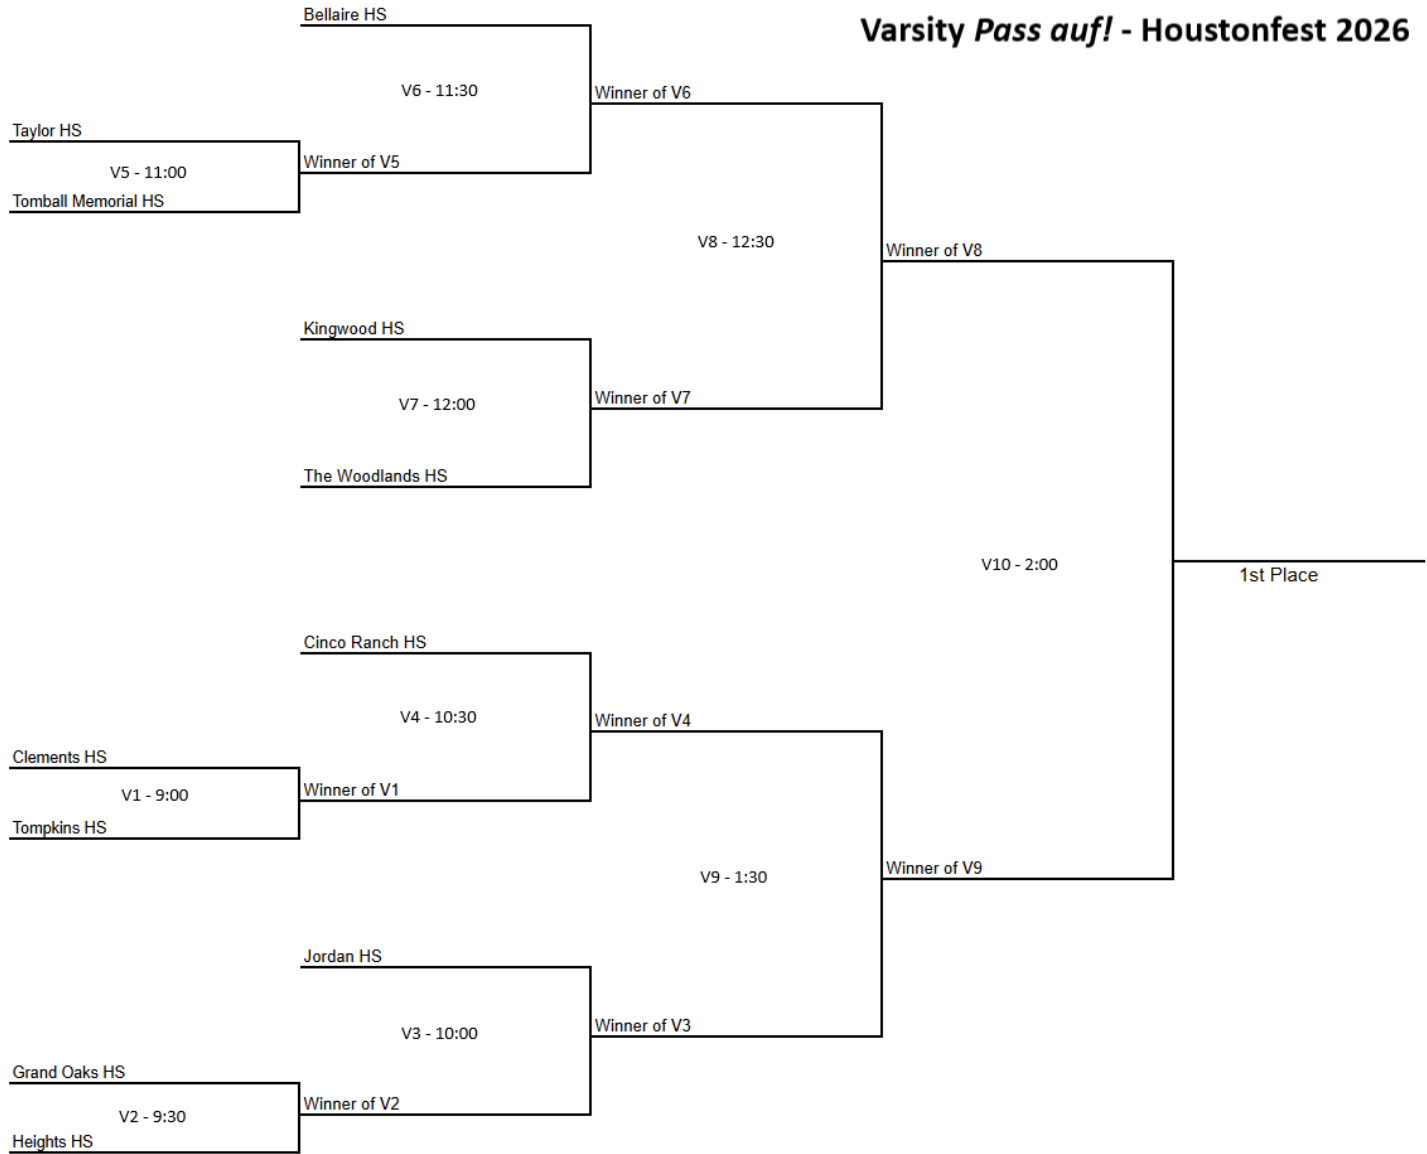 Varsity Pass auf! - Houstonfest 2026
Bellaire HS
V6 - 11:30
Winner of V6
Taylor HS
V5 - 11:00
Winner of V5
Tomball Memorial HS
V8 - 12:30
Winner of V8
Kingwood HS
V7 - 12:00
Winner of V7
The Woodlands HS
V10 - 2:00
1st Place
Cinco Ranch HS
V4 - 10:30
Winner of V4
Clements HS
V1 - 9:00
Winner of V1
Tompkins HS
V9 - 1:30
Winner of V9
Jordan HS
V3 - 10:00
Winner of V3
Grand Oaks HS
V2 - 9:30
Winner of V2
Heights HS